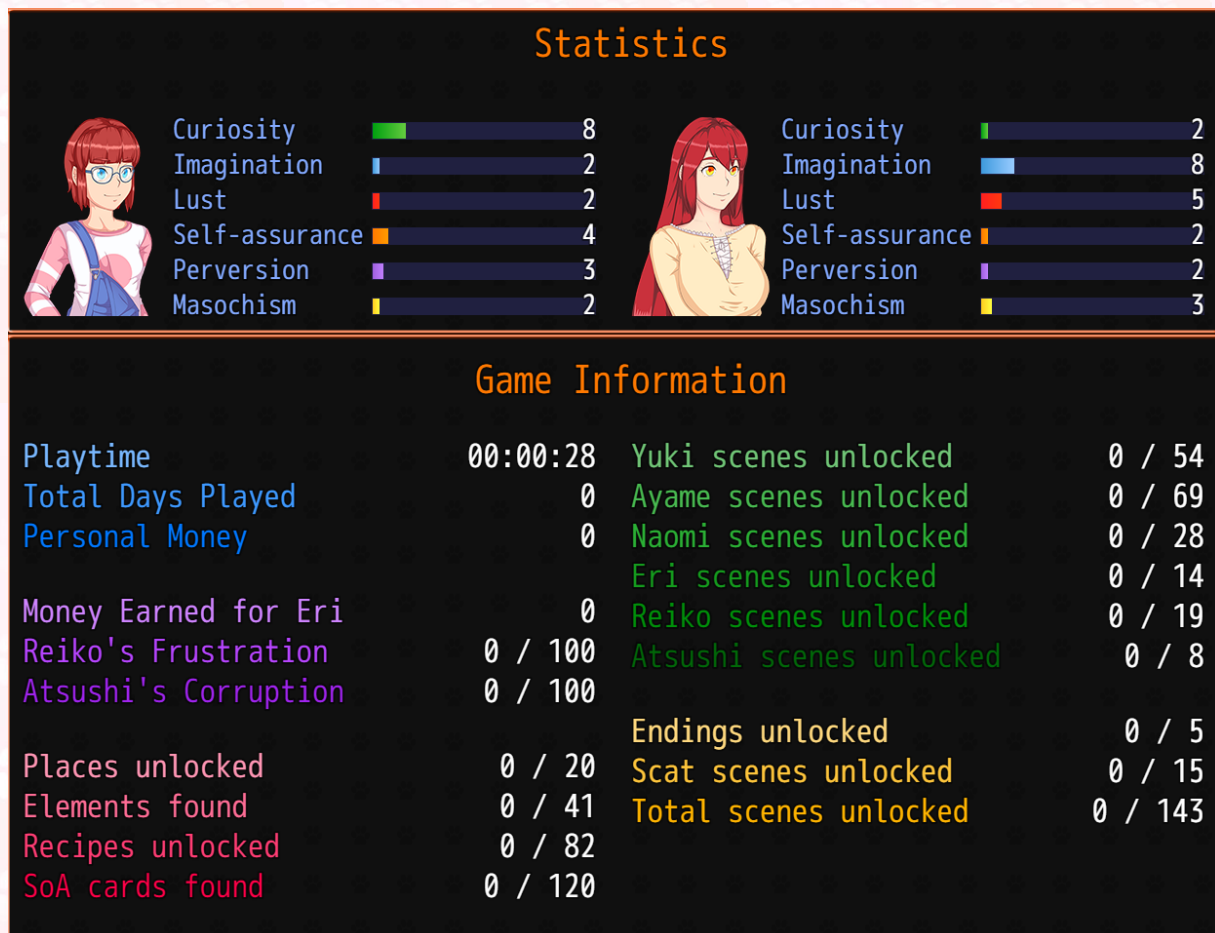 Statistics
Curiosity 8
Imagination 2
Lust 2
Self-assurance 4
Perversion 3
Masochism 2
Curiosity 2
Imagination 8
Lust 5
Self-assurance 2
Perversion 2
Masochism 3
Game Information
Playtime 00:00:28
Total Days Played 0
Personal Money 0
Money Earned for Eri 0
Reiko's Frustration 0 / 100
Atsushi's Corruption 0 / 100
Places unlocked 0 / 20
Elements found 0 / 41
Recipes unlocked 0 / 82
SoA cards found 0 / 120
Yuki scenes unlocked 0 / 54
Ayame scenes unlocked 0 / 69
Naomi scenes unlocked 0 / 28
Eri scenes unlocked 0 / 14
Reiko scenes unlocked 0 / 19
Atsushi scenes unlocked 0 / 8
Endings unlocked 0 / 5
Scat scenes unlocked 0 / 15
Total scenes unlocked 0 / 143